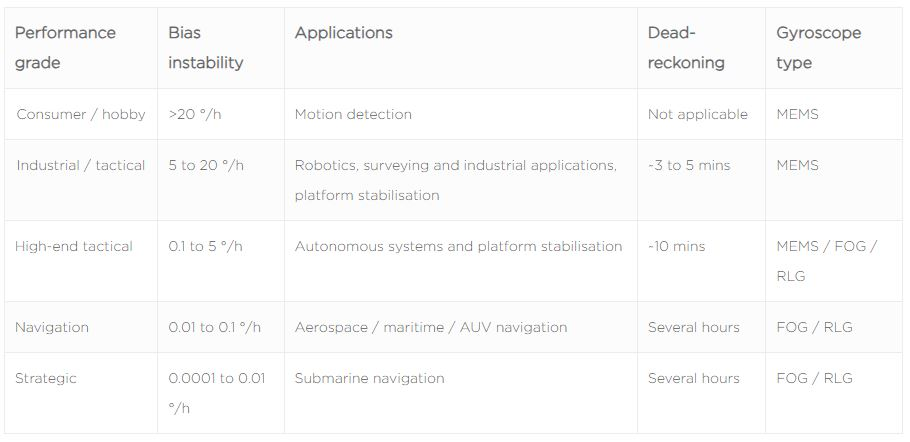 Performance grade
Bias instability
Applications
Dead-reckoning
Gyroscope type
Consumer / hobby
>20 °/h
Motion detection
Not applicable
MEMS
Industrial / tactical
5 to 20 °/h
Robotics, surveying and industrial applications,
platform stabilisation
~3 to 5 mins
MEMS
High-end tactical
0.1 to 5 °/h
Autonomous systems and platform stabilisation
~10 mins
MEMS / FOG /
RLG
Navigation
0.01 to 0.1 °/h
Aerospace / maritime / AUV navigation
Several hours
FOG / RLG
Strategic
0.0001 to 0.01
°/h
Submarine navigation
Several hours
FOG / RLG